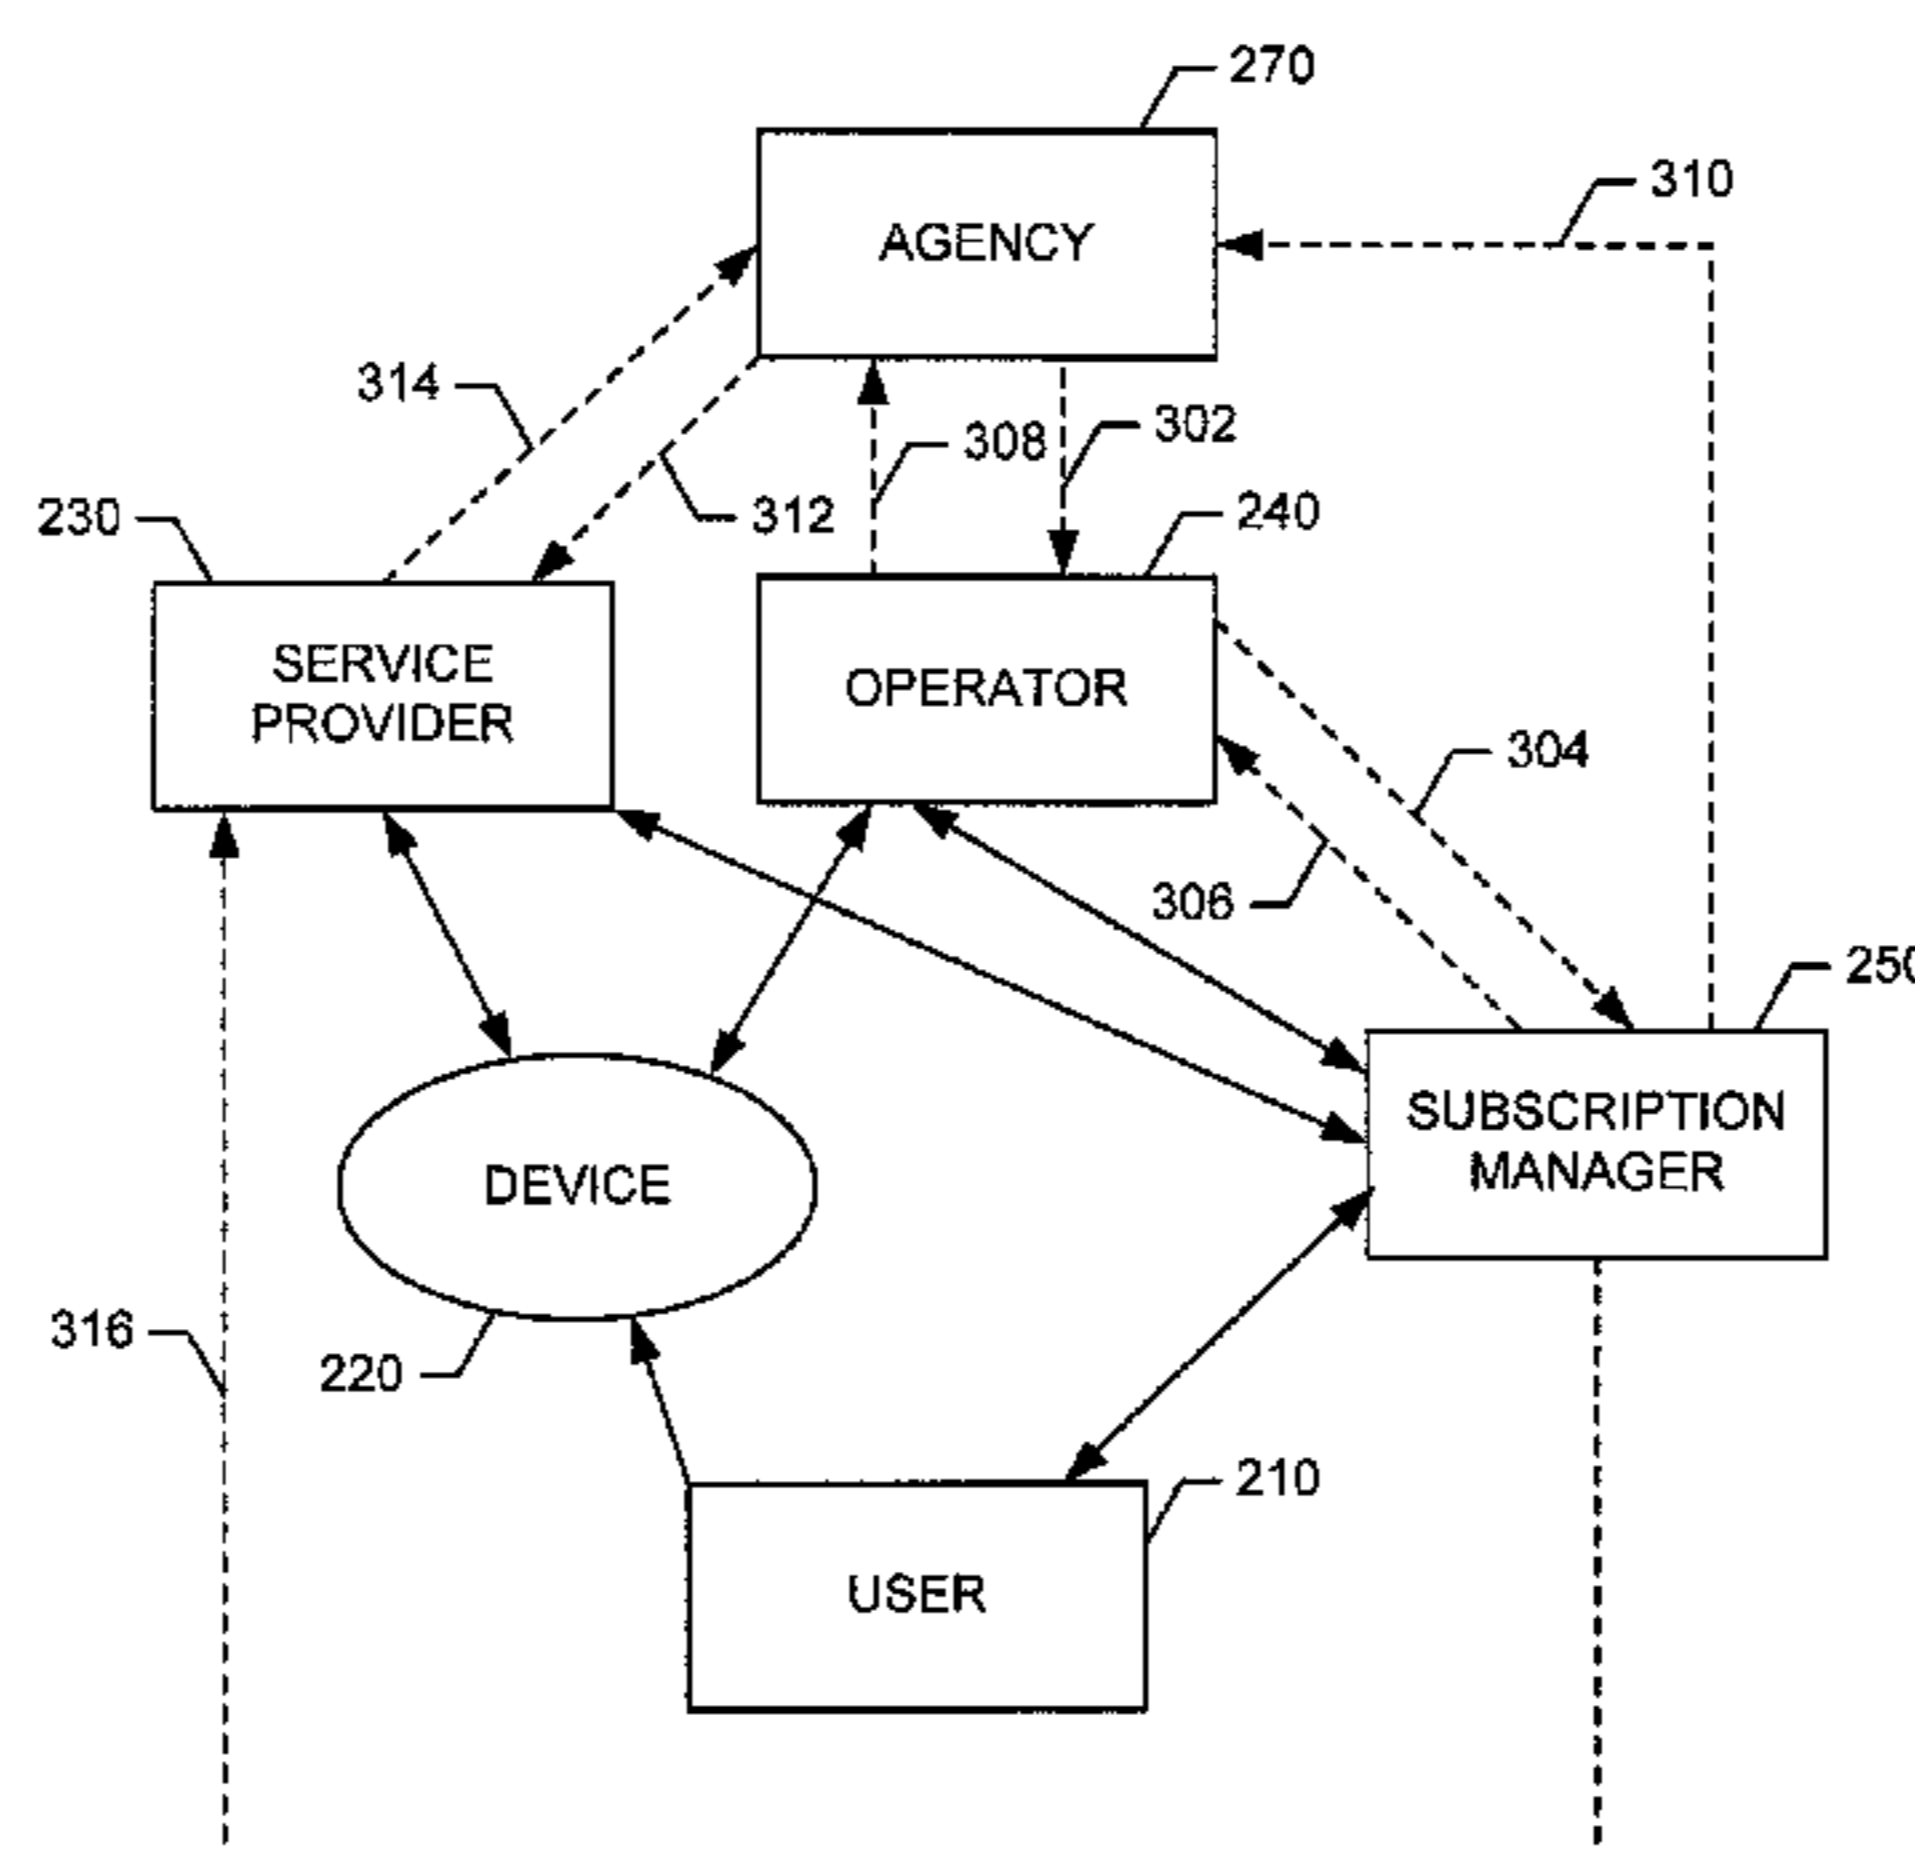 270
310
AGENCY
314
308
302
312
230
240
SERVICE
PROVIDER
OPERATOR
304
306
250
SUBSCRIPTION
MANAGER
DEVICE
316
220
210
USER